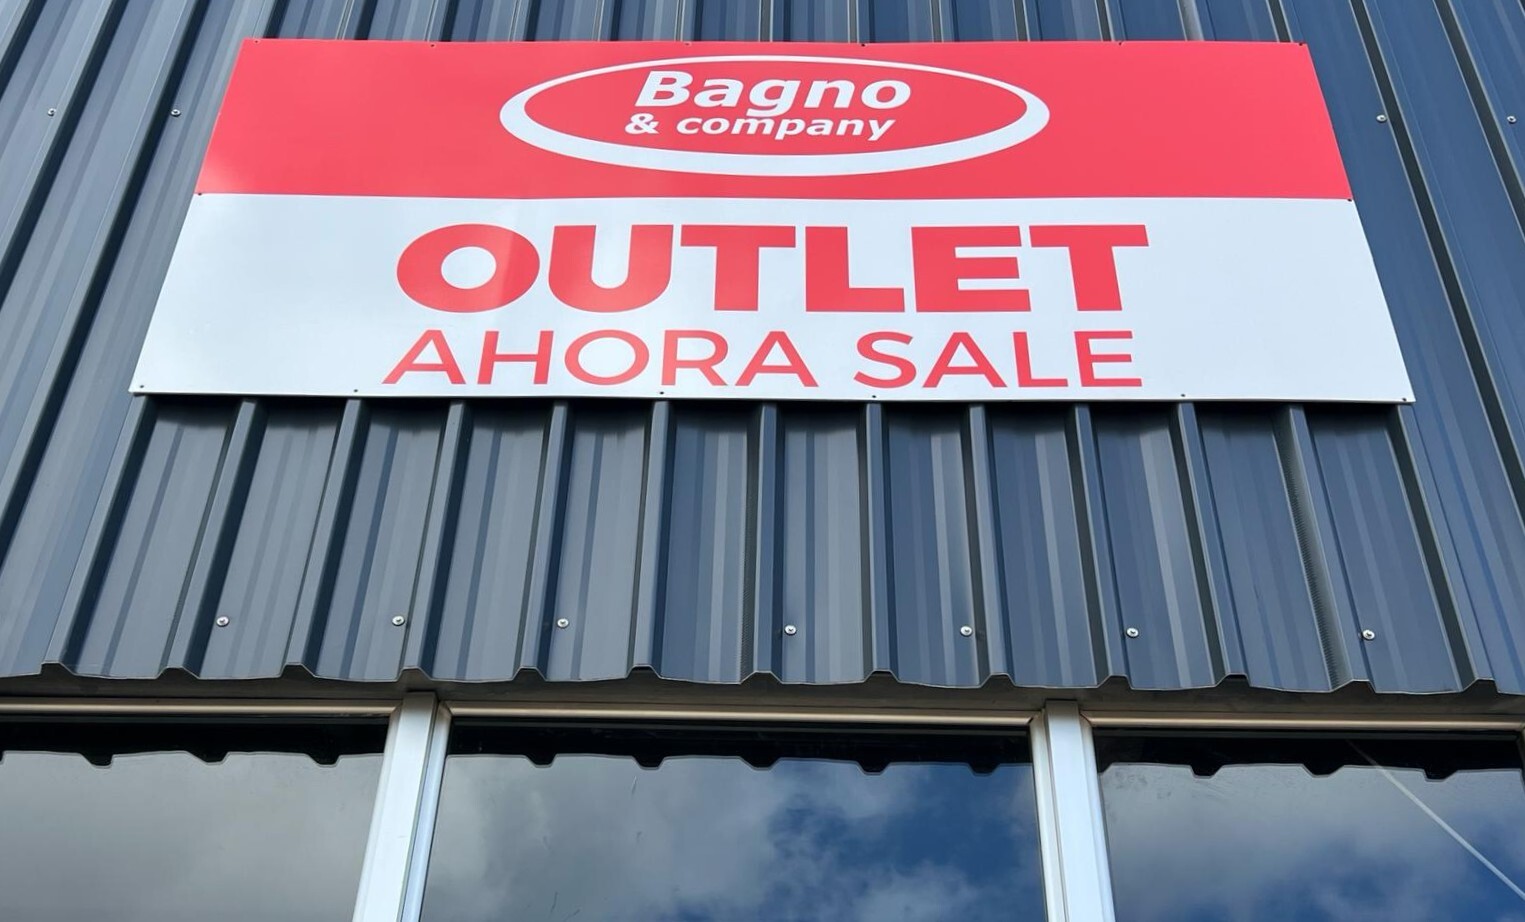 Bagno
& company
OUTLET
AHORA SALE